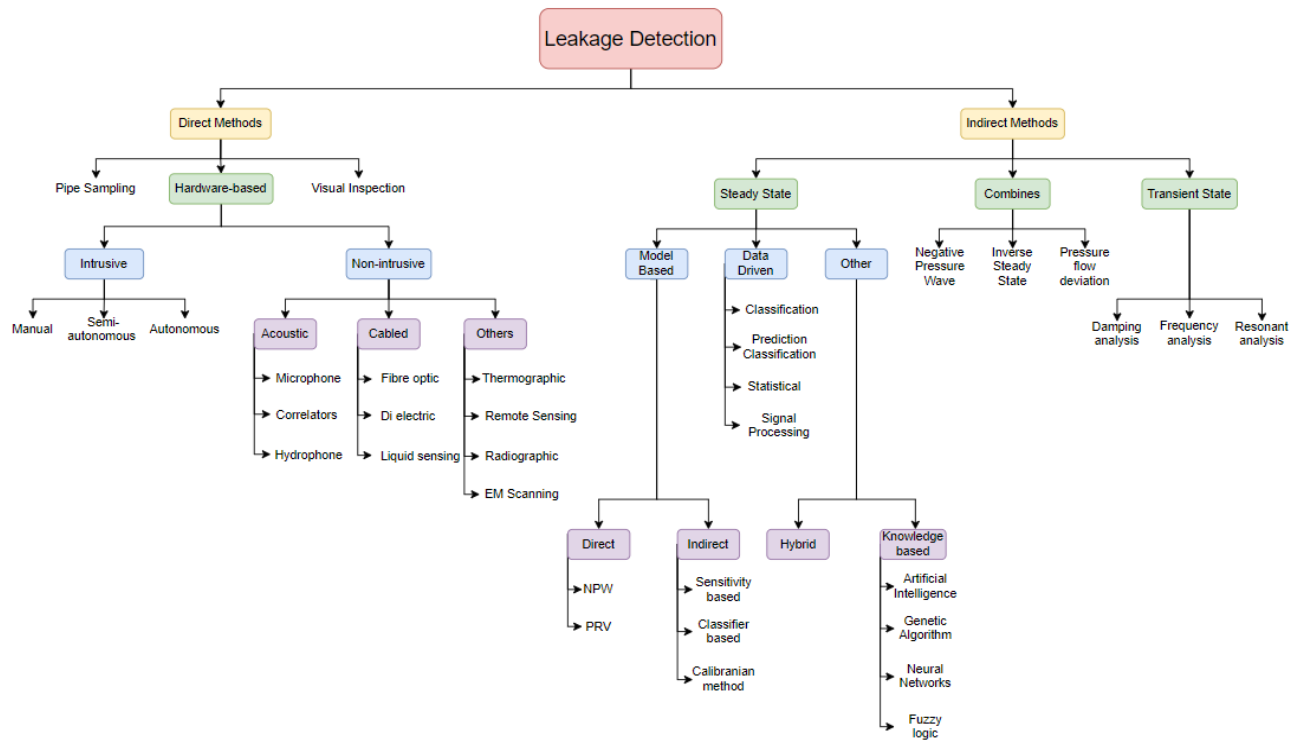 Leakage Detection
Direct Methods
Indirect Methods
Pipe Sampling
Hardware-based
Visual Inspection
Steady State
Combines
Transient State
Intrusive
Non-intrusive
Model
Based
Data
Driven
Other
Negative
Pressure
Wave
Inverse
Steady
State
Pressure
flow
deviation
Manual
Semi-
autonomous
Autonomous
Acoustic
Cabled
Others
Classification
Prediction
Classification
Statistical
Signal
Processing
Damping
analysis
Frequency
analysis
Resonant
analysis
Microphone
Correlators
Hydrophone
Fibre optic
Di electric
Liquid sensing
Thermographic
Remote Sensing
Radiographic
EM Scanning
Direct
Indirect
Hybrid
Knowledge
based
NPW
PRV
Sensitivity
based
Classifier
based
Calibranian
method
Artificial
Intelligence
Genetic
Algorithm
Neural
Networks
Fuzzy
logic